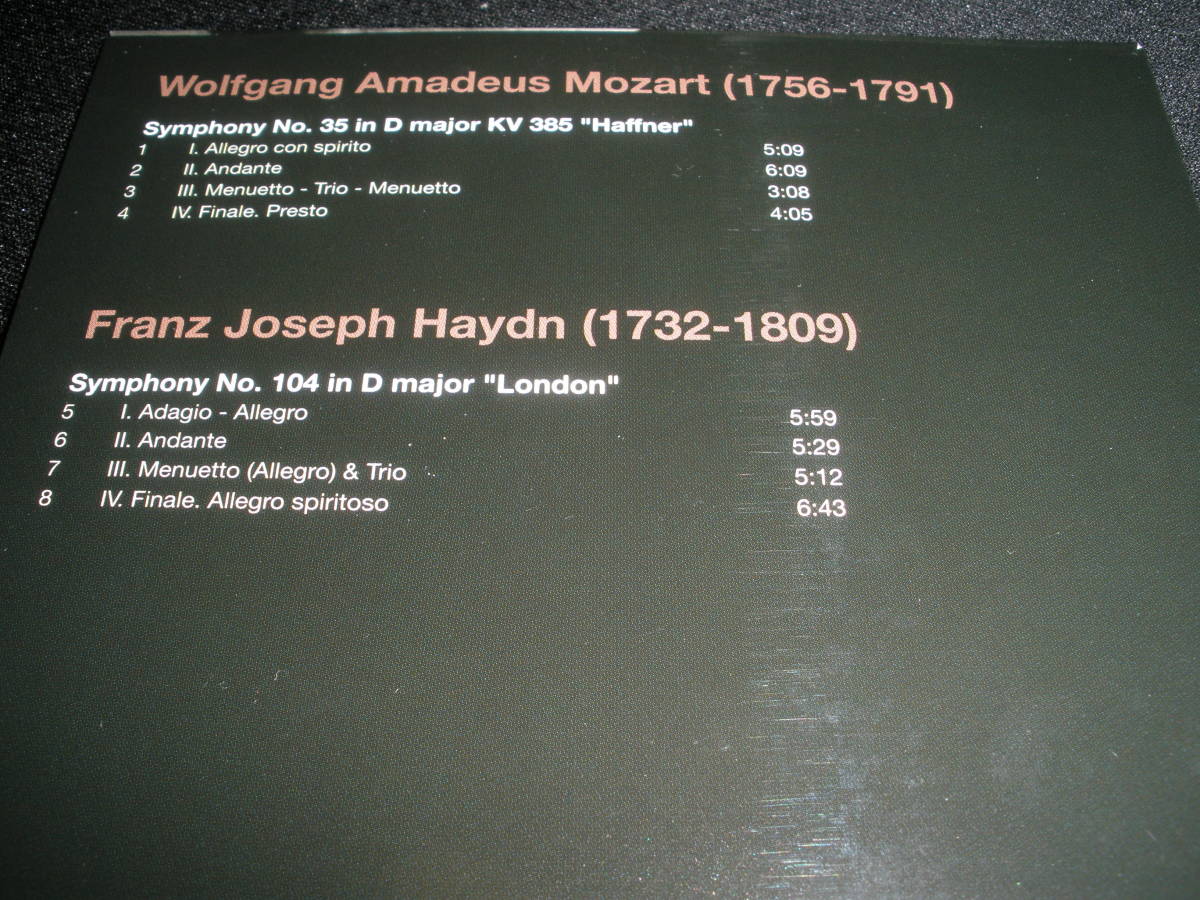 Wolfgang Amadeus Mozart (1756-1791)
Symphony No. 35 in D major KV 385 "Haffner"
1 I. Allegro con spirito 5:09
2 II. Andante 6:09
3 III. Menuetto - Trio - Menuetto 3:08
4 IV. Finale. Presto 4:05
Franz Joseph Haydn (1732-1809)
Symphony No. 104 in D major "London"
5 I. Adagio - Allegro 5:59
6 II. Andante 5:29
7 III. Menuetto (Allegro) & Trio 5:12
8 IV. Finale. Allegro spiritoso 6:43